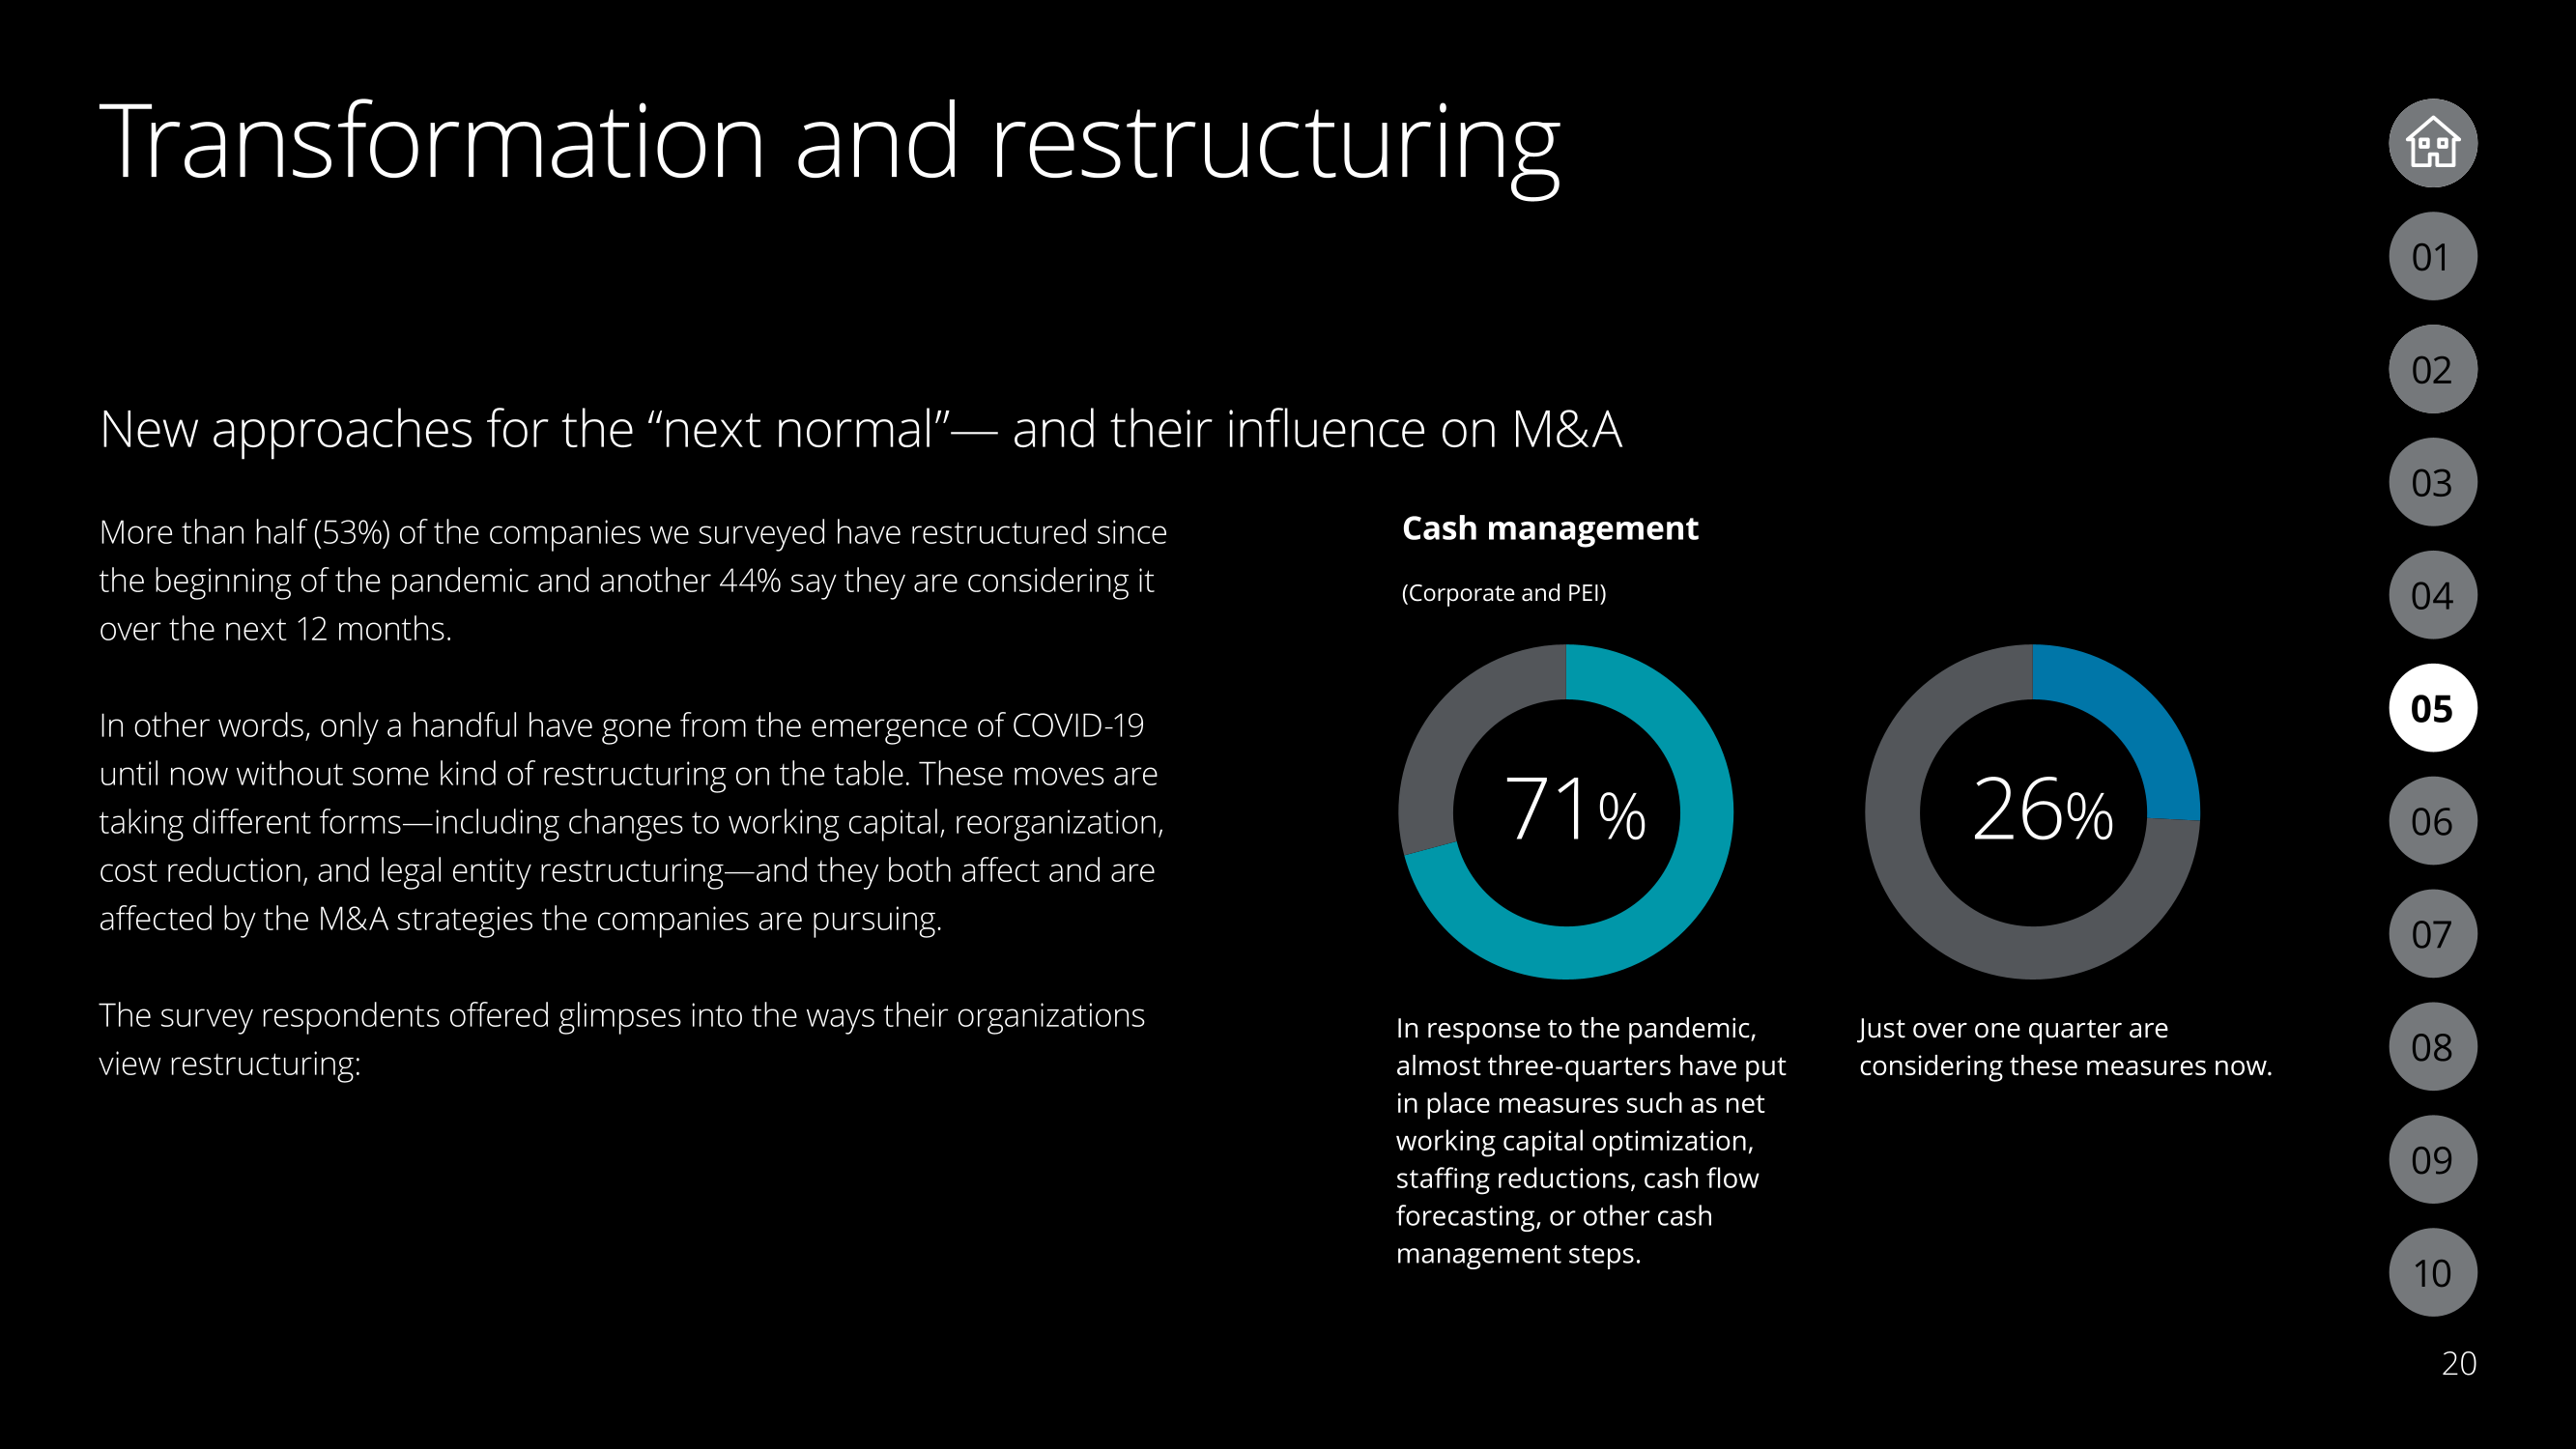 Transformation and restructuring
New approaches for the “next normal”— and their influence on M&A
More than half (53%) of the companies we surveyed have restructured since
the beginning of the pandemic and another 44% say they are considering it
over the next 12 months.
In other words, only a handful have gone from the emergence of COVID-19
until now without some kind of restructuring on the table. These moves are
taking different forms—including changes to working capital, reorganization,
cost reduction, and legal entity restructuring—and they both affect and are
affected by the M&A strategies the companies are pursuing.
The survey respondents offered glimpses into the ways their organizations
view restructuring:
Cash management
(Corporate and PEI)
71%
In response to the pandemic,
almost three-quarters have put
in place measures such as net
working capital optimization,
staffing reductions, cash flow
forecasting, or other cash
management steps.
26%
Just over one quarter are
considering these measures now.
01
02
03
04
05
06
07
08
09
10
20